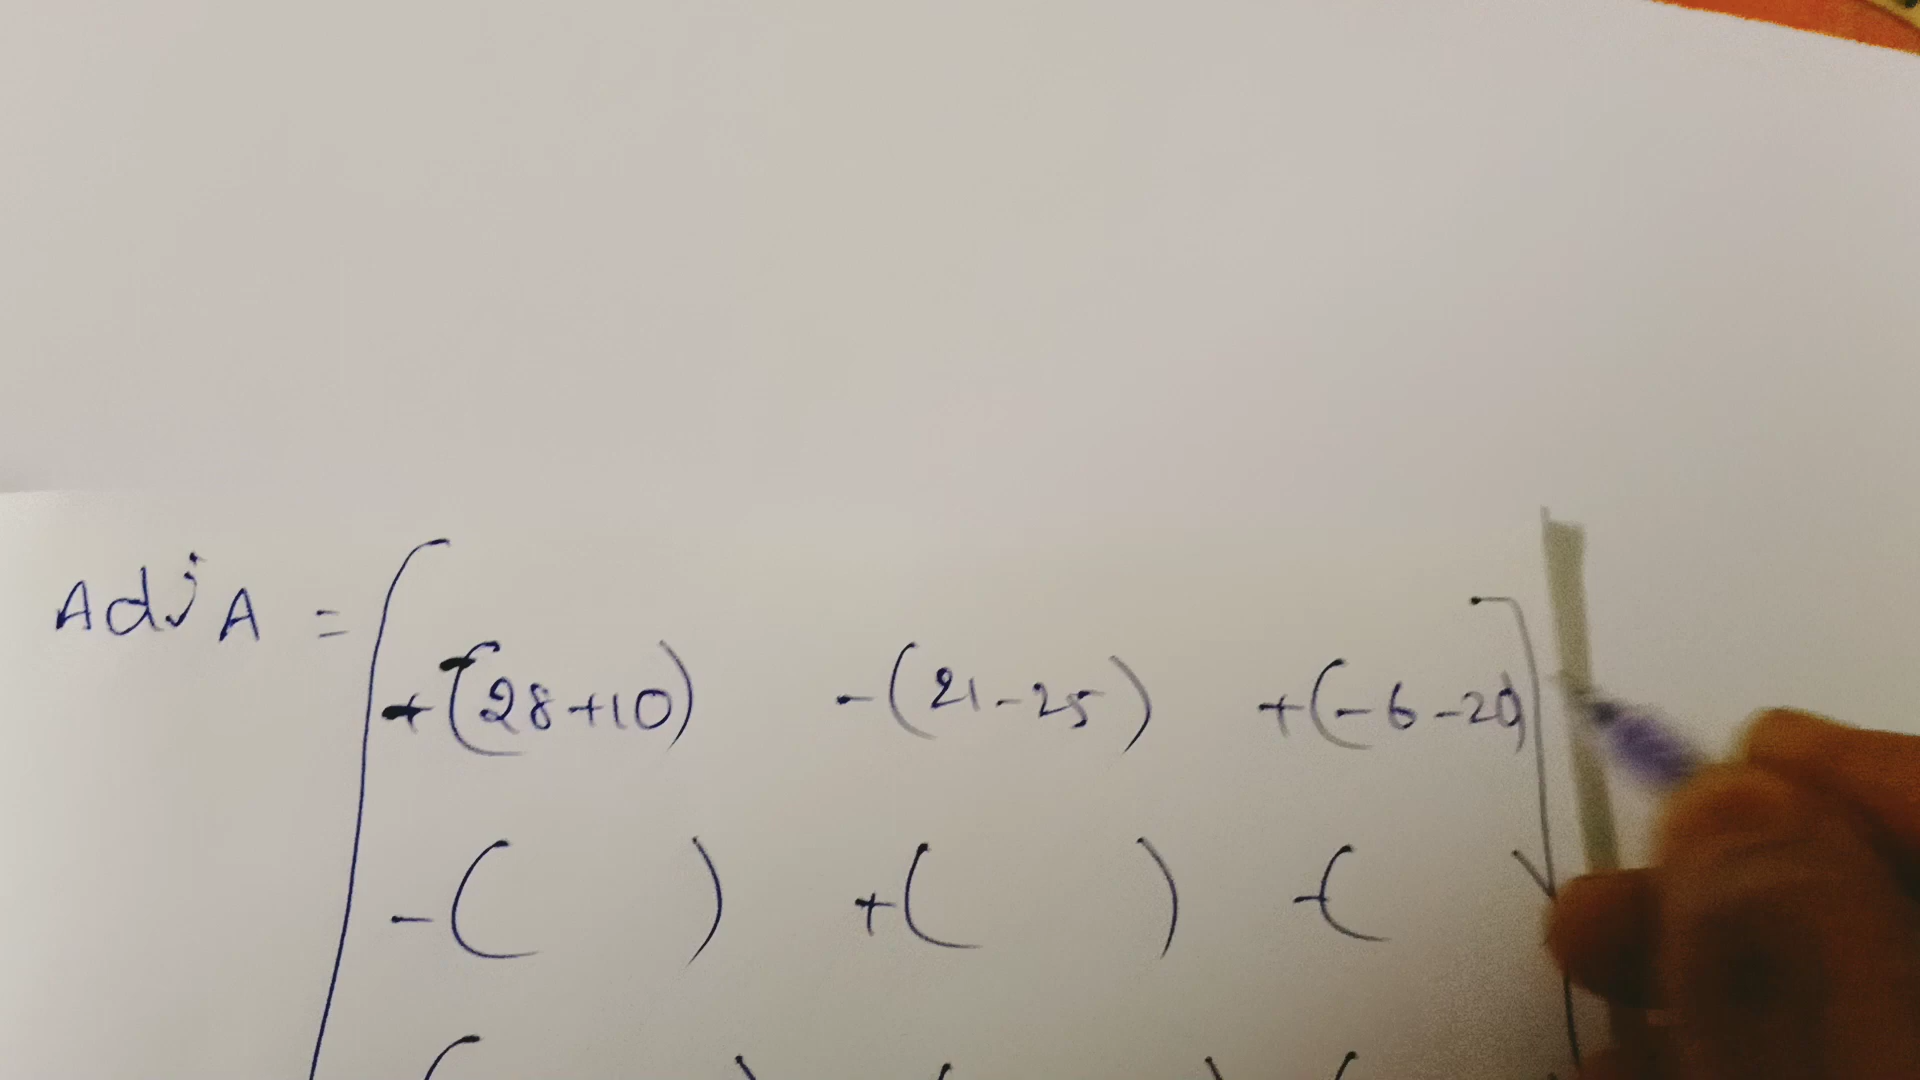 Adj A =
+(28+10) -(21-25) +(-6-20)
-( ) +( ) -(
( ) ( ) (